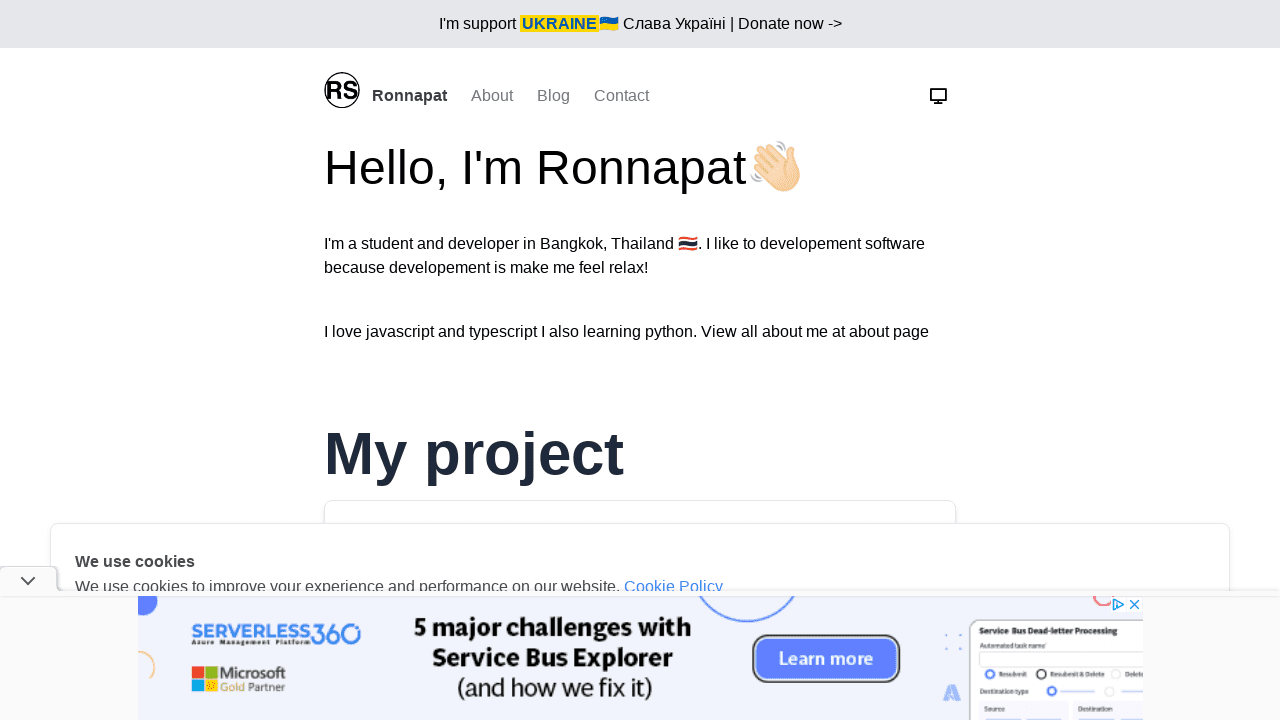 I'm support UKRAINE🇺🇦 Слава Україні | Donate now ->
RS Ronnapat About Blog Contact
Hello, I'm Ronnapat👋🏻
I'm a student and developer in Bangkok, Thailand 🇹🇭. I like to developement software
because developement is make me feel relax!
I love javascript and typescript I also learning python. View all about me at about page
My project
We use cookies
We use cookies to improve your experience and performance on our website. Cookie Policy
SERVERLESS360
Azure Management Platform
Microsoft
Gold Partner
5 major challenges with
Service Bus Explorer
(and how we fix it)
Learn more
Service Bus Dead-letter Processing
Automated task name
Resubmit Resubmit & Delete Delete
Destination type
Source Destination